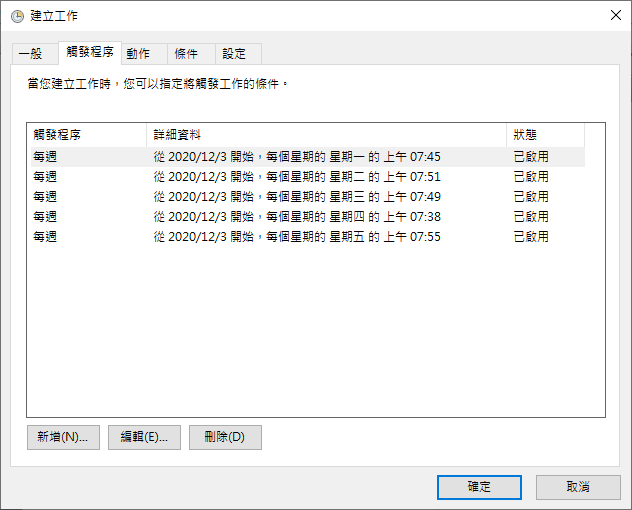 建立工作
一般 觸發程序 動作 條件 設定
當您建立工作時，您可以指定將觸發工作的條件。
觸發程序 詳細資料 狀態
每週 從 2020/12/3 開始，每個星期的 星期一 的 上午 07:45 已啟用
每週 從 2020/12/3 開始，每個星期的 星期二 的 上午 07:51 已啟用
每週 從 2020/12/3 開始，每個星期的 星期三 的 上午 07:49 已啟用
每週 從 2020/12/3 開始，每個星期的 星期四 的 上午 07:38 已啟用
每週 從 2020/12/3 開始，每個星期的 星期五 的 上午 07:55 已啟用
新增(N)... 編輯(E)... 刪除(D)
確定 取消